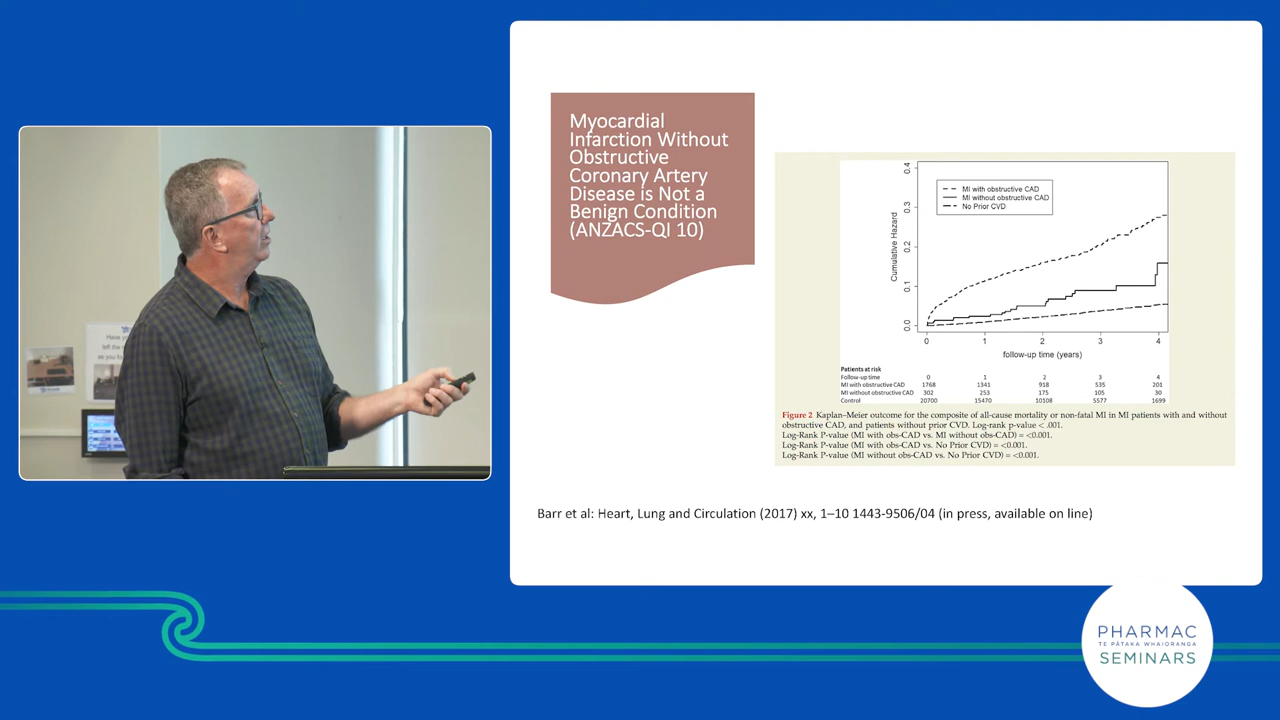 Myocardial
Infarction Without
Obstructive
Coronary Artery
Disease is Not a
Benign Condition
(ANZACS-QI 10)
0.4
0.3
0.2
0.1
0.0
Cumulative Hazard
MI with obstructive CAD
MI without obstructive CAD
No Prior CVD
0 1 2 3 4
follow-up time (years)
Patients at risk
Follow-up time 0 1 2 3 4
MI with obstructive CAD 1768 1341 918 535 201
MI without obstructive CAD 302 253 175 105 30
Control 20700 15470 10108 5577 1699
Figure 2 Kaplan–Meier outcome for the composite of all-cause mortality or non-fatal MI in MI patients with and without
obstructive CAD, and patients without prior CVD. Log-rank p-value < .001.
Log-Rank P-value (MI with obs-CAD vs. MI without obs-CAD) = <0.001.
Log-Rank P-value (MI with obs-CAD vs. No Prior CVD) = <0.001.
Log-Rank P-value (MI without obs-CAD vs. No Prior CVD) = <0.001.
Barr et al: Heart, Lung and Circulation (2017) xx, 1–10 1443-9506/04 (in press, available on line)
Have
left the
as you fo
PHARMAC
TE PĀTAKA WHAIORANGA
SEMINARS